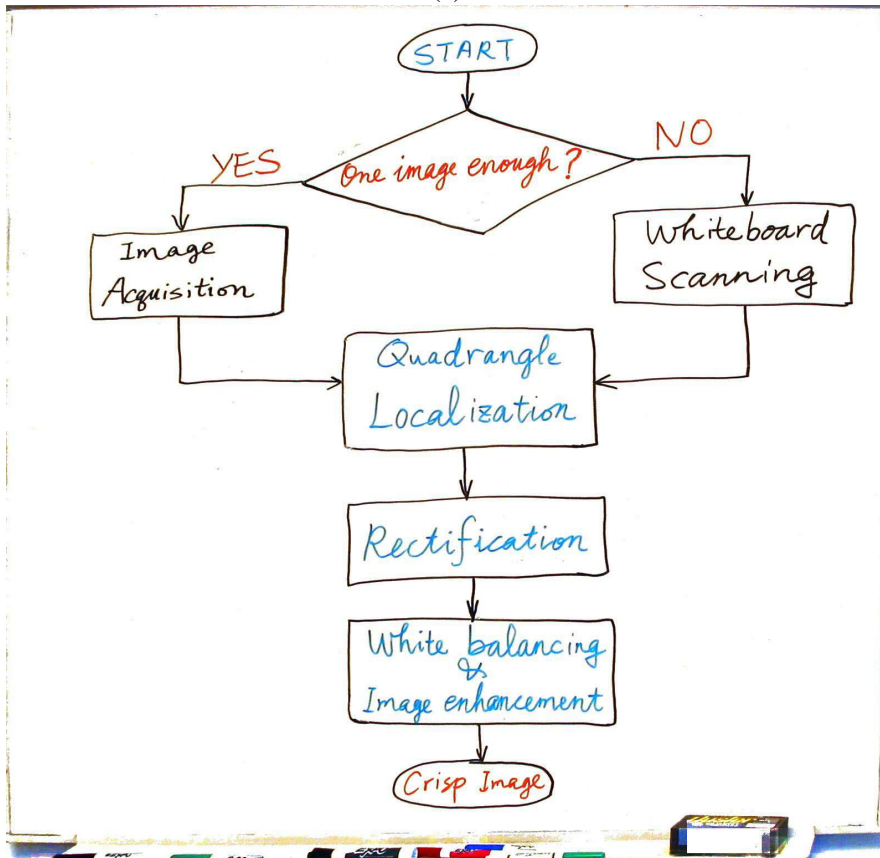 START
One image enough?
YES
NO
Image
Acquisition
Whiteboard
Scanning
Quadrangle
Localization
Rectification
White balancing
&
Image enhancement
Crisp Image